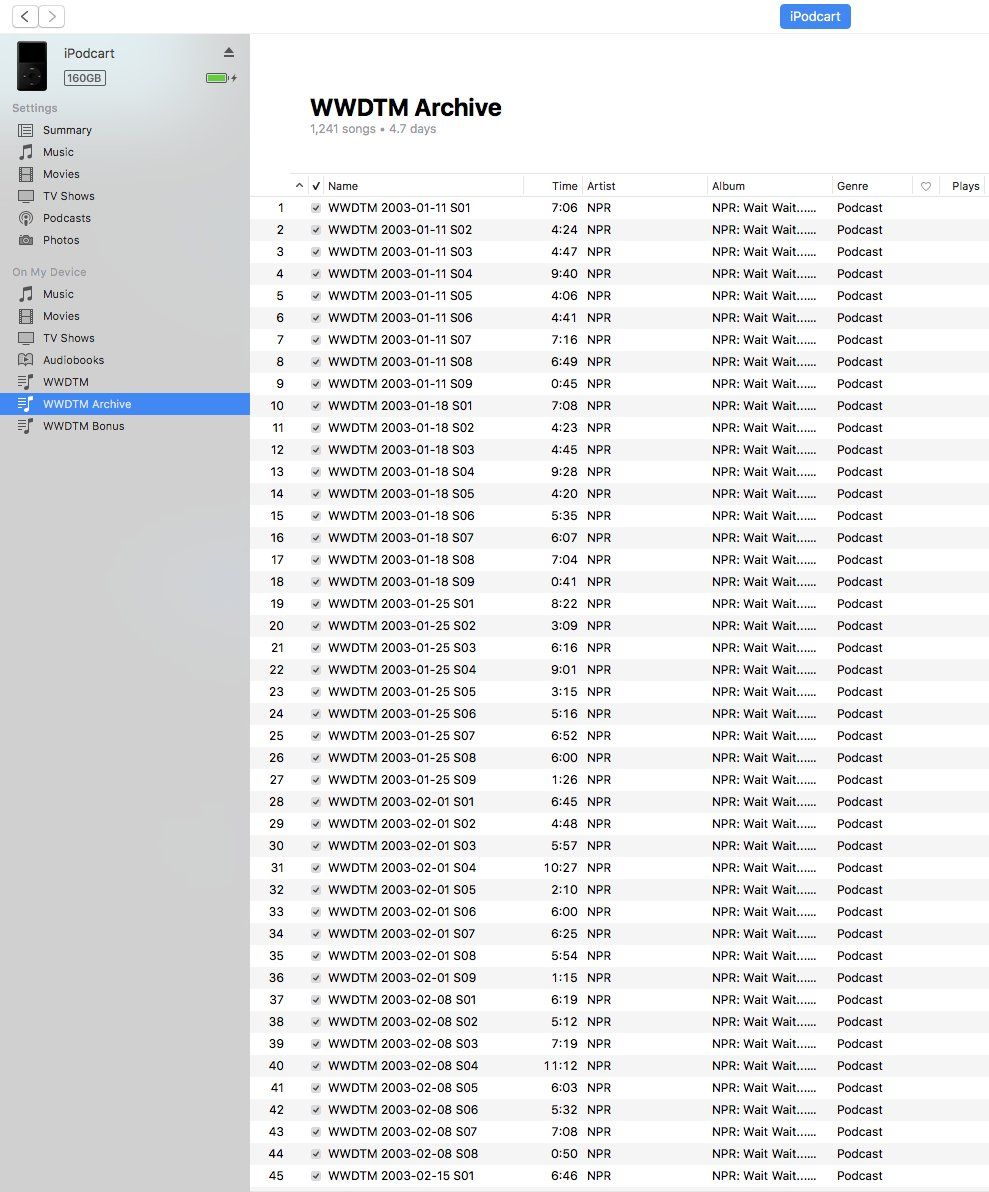 iPodcart
iPodcart
160GB
Settings
Summary
Music
Movies
TV Shows
Podcasts
Photos
On My Device
Music
Movies
TV Shows
Audiobooks
WWDTM
WWDTM Archive
WWDTM Bonus
WWDTM Archive
1,241 songs • 4.7 days
Name Time Artist Album Genre Plays
1 WWDTM 2003-01-11 S01 7:06 NPR NPR: Wait Wait...... Podcast
2 WWDTM 2003-01-11 S02 4:24 NPR NPR: Wait Wait...... Podcast
3 WWDTM 2003-01-11 S03 4:47 NPR NPR: Wait Wait...... Podcast
4 WWDTM 2003-01-11 S04 9:40 NPR NPR: Wait Wait...... Podcast
5 WWDTM 2003-01-11 S05 4:06 NPR NPR: Wait Wait...... Podcast
6 WWDTM 2003-01-11 S06 4:41 NPR NPR: Wait Wait...... Podcast
7 WWDTM 2003-01-11 S07 7:16 NPR NPR: Wait Wait...... Podcast
8 WWDTM 2003-01-11 S08 6:49 NPR NPR: Wait Wait...... Podcast
9 WWDTM 2003-01-11 S09 0:45 NPR NPR: Wait Wait...... Podcast
10 WWDTM 2003-01-18 S01 7:08 NPR NPR: Wait Wait...... Podcast
11 WWDTM 2003-01-18 S02 4:23 NPR NPR: Wait Wait...... Podcast
12 WWDTM 2003-01-18 S03 4:45 NPR NPR: Wait Wait...... Podcast
13 WWDTM 2003-01-18 S04 9:28 NPR NPR: Wait Wait...... Podcast
14 WWDTM 2003-01-18 S05 4:20 NPR NPR: Wait Wait...... Podcast
15 WWDTM 2003-01-18 S06 5:35 NPR NPR: Wait Wait...... Podcast
16 WWDTM 2003-01-18 S07 6:07 NPR NPR: Wait Wait...... Podcast
17 WWDTM 2003-01-18 S08 7:04 NPR NPR: Wait Wait...... Podcast
18 WWDTM 2003-01-18 S09 0:41 NPR NPR: Wait Wait...... Podcast
19 WWDTM 2003-01-25 S01 8:22 NPR NPR: Wait Wait...... Podcast
20 WWDTM 2003-01-25 S02 3:09 NPR NPR: Wait Wait...... Podcast
21 WWDTM 2003-01-25 S03 6:16 NPR NPR: Wait Wait...... Podcast
22 WWDTM 2003-01-25 S04 9:01 NPR NPR: Wait Wait...... Podcast
23 WWDTM 2003-01-25 S05 3:15 NPR NPR: Wait Wait...... Podcast
24 WWDTM 2003-01-25 S06 5:16 NPR NPR: Wait Wait...... Podcast
25 WWDTM 2003-01-25 S07 6:52 NPR NPR: Wait Wait...... Podcast
26 WWDTM 2003-01-25 S08 6:00 NPR NPR: Wait Wait...... Podcast
27 WWDTM 2003-01-25 S09 1:26 NPR NPR: Wait Wait...... Podcast
28 WWDTM 2003-02-01 S01 6:45 NPR NPR: Wait Wait...... Podcast
29 WWDTM 2003-02-01 S02 4:48 NPR NPR: Wait Wait...... Podcast
30 WWDTM 2003-02-01 S03 5:57 NPR NPR: Wait Wait...... Podcast
31 WWDTM 2003-02-01 S04 10:27 NPR NPR: Wait Wait...... Podcast
32 WWDTM 2003-02-01 S05 2:10 NPR NPR: Wait Wait...... Podcast
33 WWDTM 2003-02-01 S06 6:00 NPR NPR: Wait Wait...... Podcast
34 WWDTM 2003-02-01 S07 6:25 NPR NPR: Wait Wait...... Podcast
35 WWDTM 2003-02-01 S08 5:54 NPR NPR: Wait Wait...... Podcast
36 WWDTM 2003-02-01 S09 1:15 NPR NPR: Wait Wait...... Podcast
37 WWDTM 2003-02-08 S01 6:19 NPR NPR: Wait Wait...... Podcast
38 WWDTM 2003-02-08 S02 5:12 NPR NPR: Wait Wait...... Podcast
39 WWDTM 2003-02-08 S03 7:19 NPR NPR: Wait Wait...... Podcast
40 WWDTM 2003-02-08 S04 11:12 NPR NPR: Wait Wait...... Podcast
41 WWDTM 2003-02-08 S05 6:03 NPR NPR: Wait Wait...... Podcast
42 WWDTM 2003-02-08 S06 5:32 NPR NPR: Wait Wait...... Podcast
43 WWDTM 2003-02-08 S07 7:08 NPR NPR: Wait Wait...... Podcast
44 WWDTM 2003-02-08 S08 0:50 NPR NPR: Wait Wait...... Podcast
45 WWDTM 2003-02-15 S01 6:46 NPR NPR: Wait Wait...... Podcast